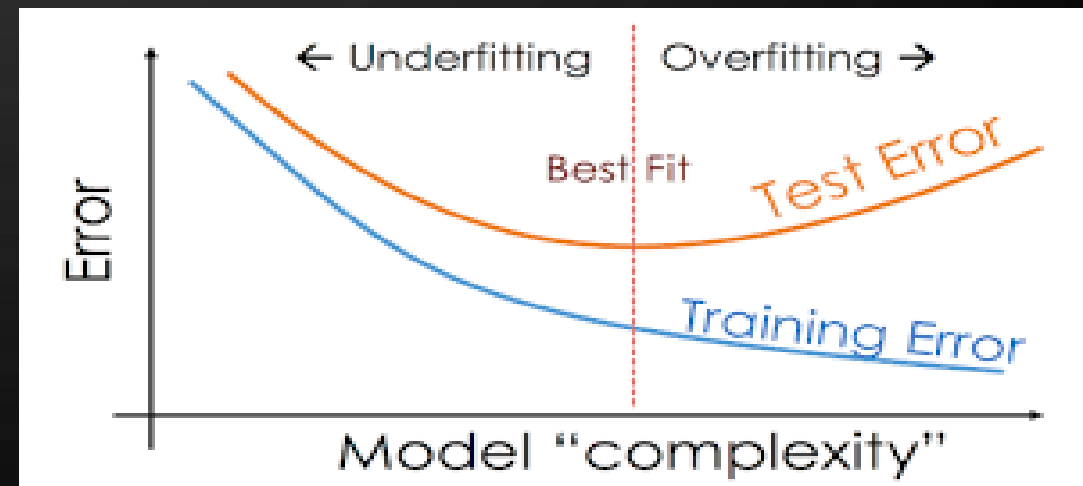 ← Underfitting
Overfitting →
Best Fit
Test Error
Error
Training Error
Model “complexity”